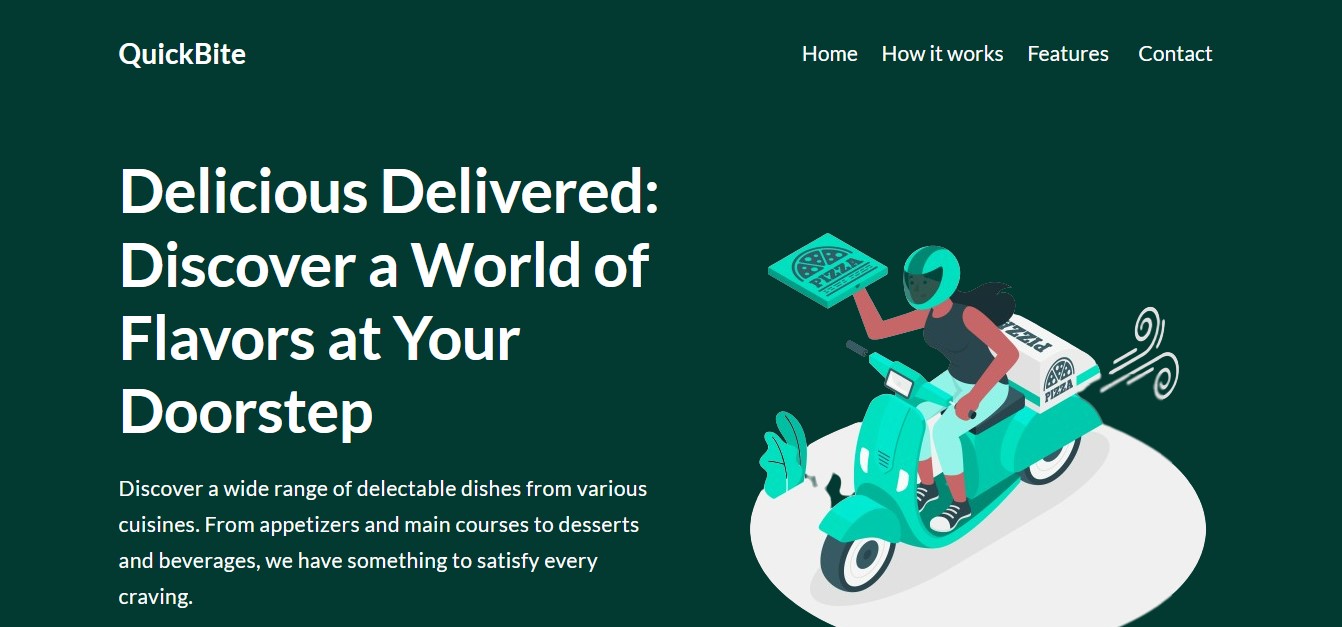 QuickBite
Home How it works Features Contact
Delicious Delivered:
Discover a World of
Flavors at Your
Doorstep
Discover a wide range of delectable dishes from various
cuisines. From appetizers and main courses to desserts
and beverages, we have something to satisfy every
craving.
PIZZA
PIZZA
PIZZA